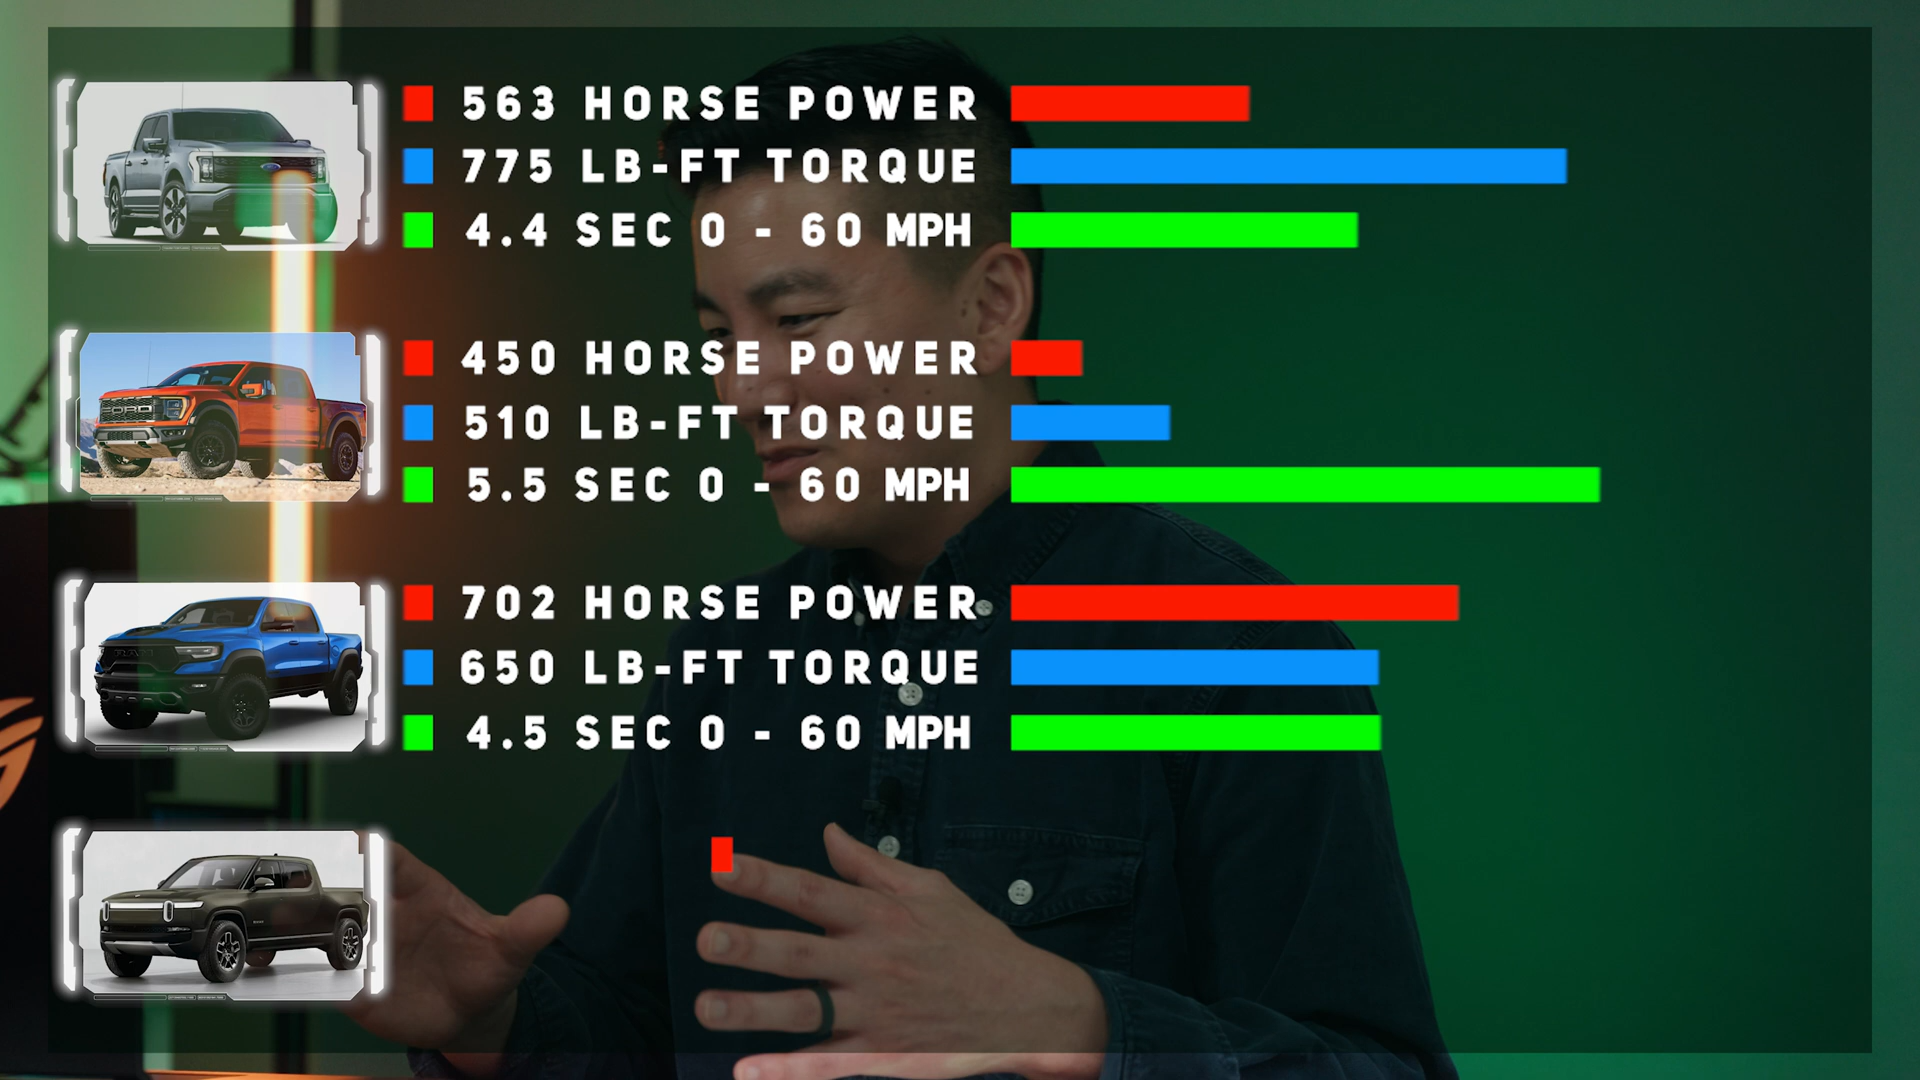 563 HORSE POWER
775 LB-FT TORQUE
4.4 SEC 0 - 60 MPH
FORD
450 HORSE POWER
510 LB-FT TORQUE
5.5 SEC 0 - 60 MPH
RAM
702 HORSE POWER
650 LB-FT TORQUE
4.5 SEC 0 - 60 MPH